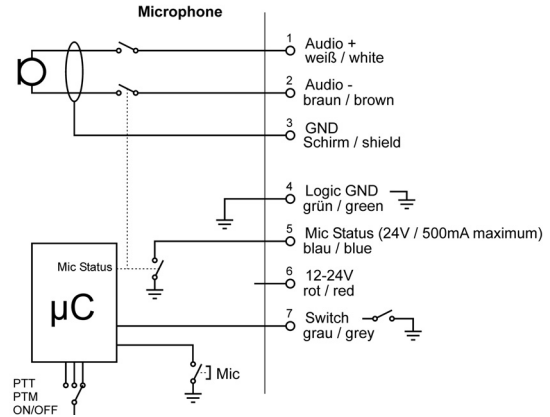 Microphone
1 Audio +
weiß / white
2 Audio -
braun / brown
3 GND
Schirm / shield
4 Logic GND
grün / green
5 Mic Status (24V / 500mA maximum)
blau / blue
6 12-24V
rot / red
7 Switch
grau / grey
Mic Status
µC
Mic
PTT
PTM
ON/OFF